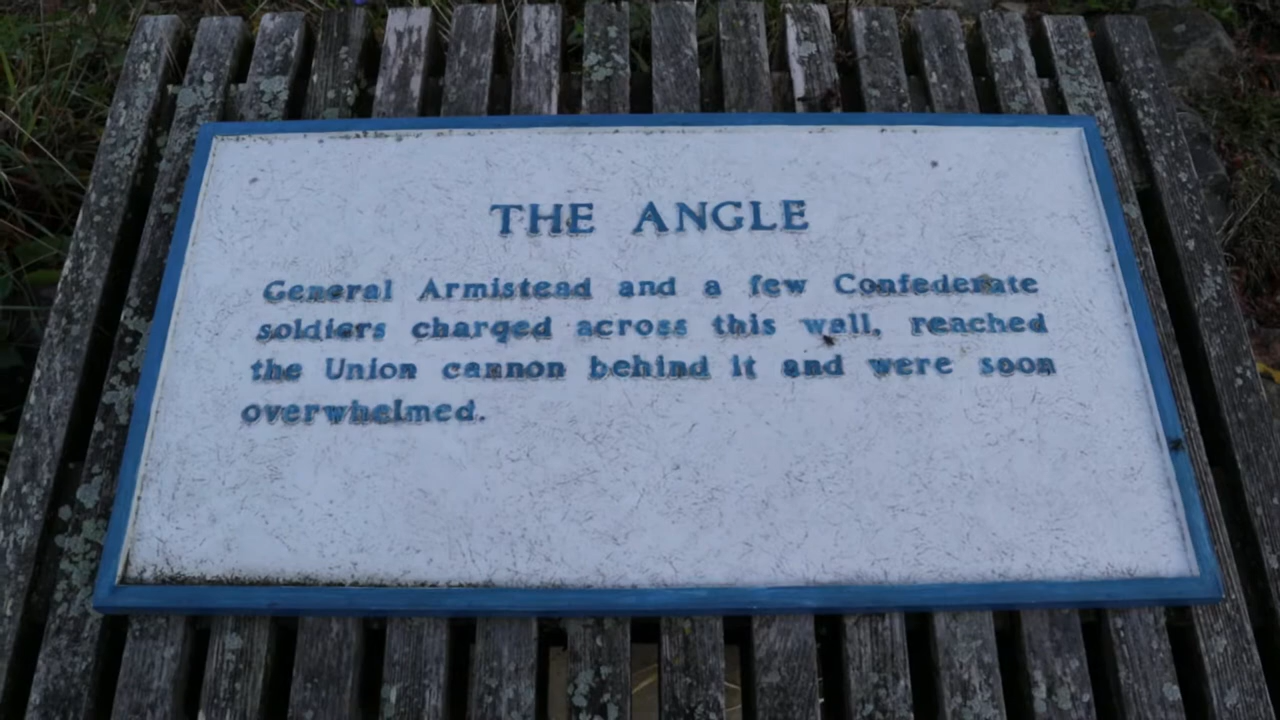 THE ANGLE
General Armistead and a few Confederate
soldiers charged across this wall, reached
the Union cannon behind it and were soon
overwhelmed.